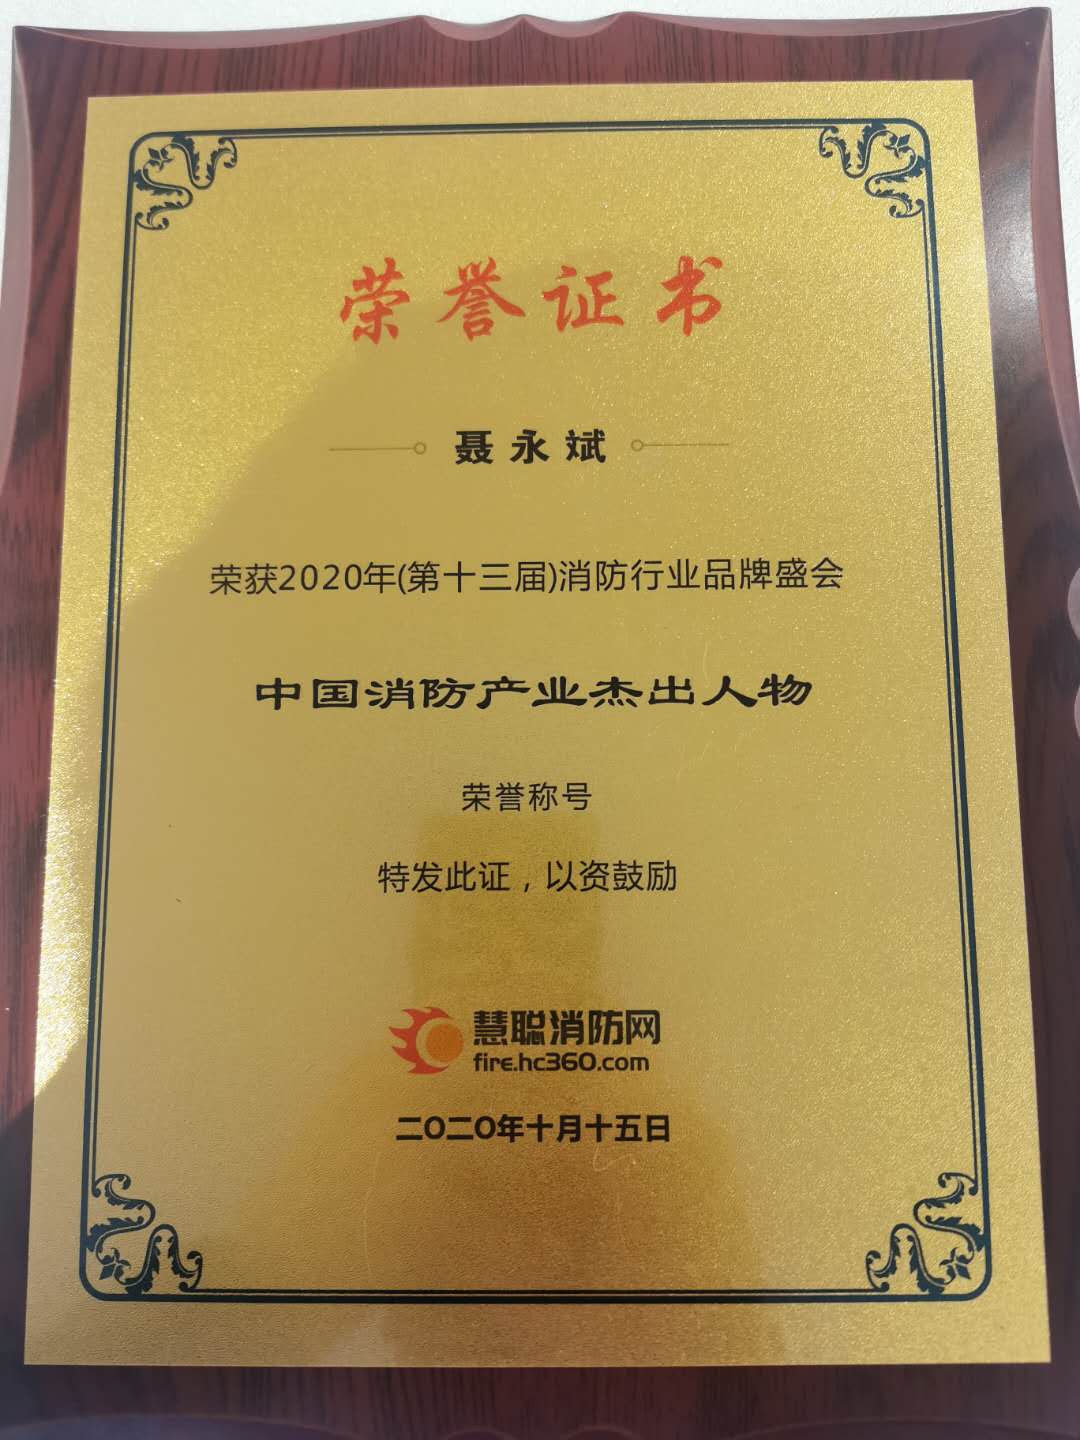 荣誉证书
聂永斌
荣获2020年(第十三届)消防行业品牌盛会
中国消防产业杰出人物
荣誉称号
特发此证，以资鼓励
慧聪消防网
fire.hc360.com
二〇二〇年十月十五日